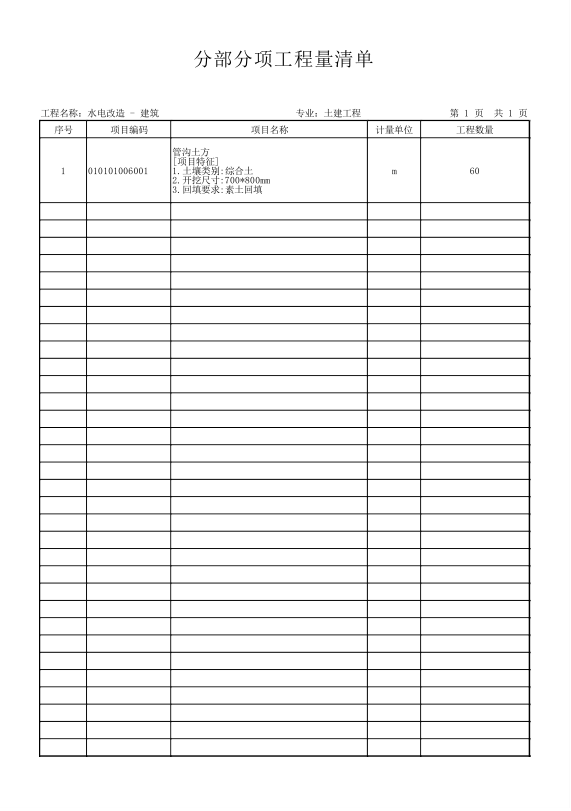 分部分项工程量清单
工程名称：水电改造 - 建筑 专业：土建工程 第 1 页 共 1 页
序号 项目编码 项目名称 计量单位 工程数量
管沟土方
[项目特征]
1 010101006001 1.土壤类别:综合土 m 60
2.开挖尺寸:700*800mm
3.回填要求:素土回填